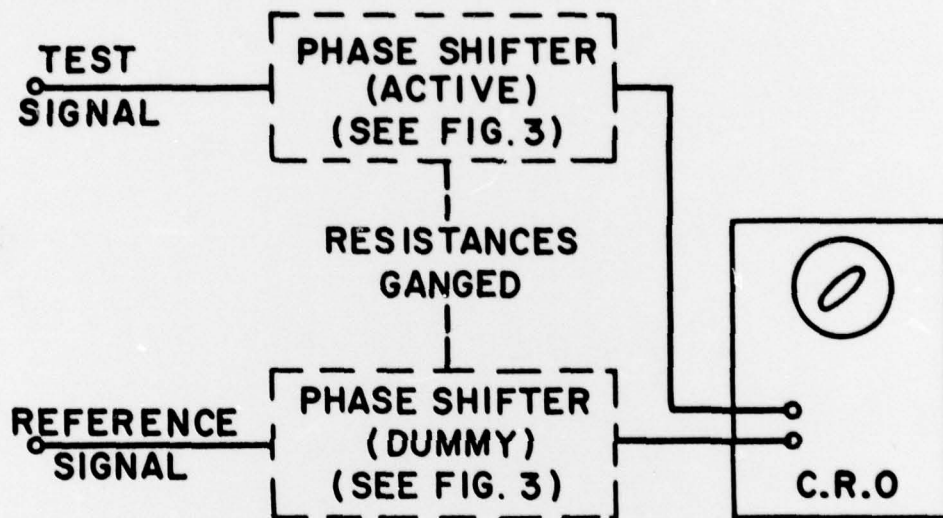 TEST
SIGNAL
PHASE SHIFTER
(ACTIVE)
(SEE FIG. 3)
RESISTANCES
GANGED
REFERENCE
SIGNAL
PHASE SHIFTER
(DUMMY)
(SEE FIG. 3)
C.R.O